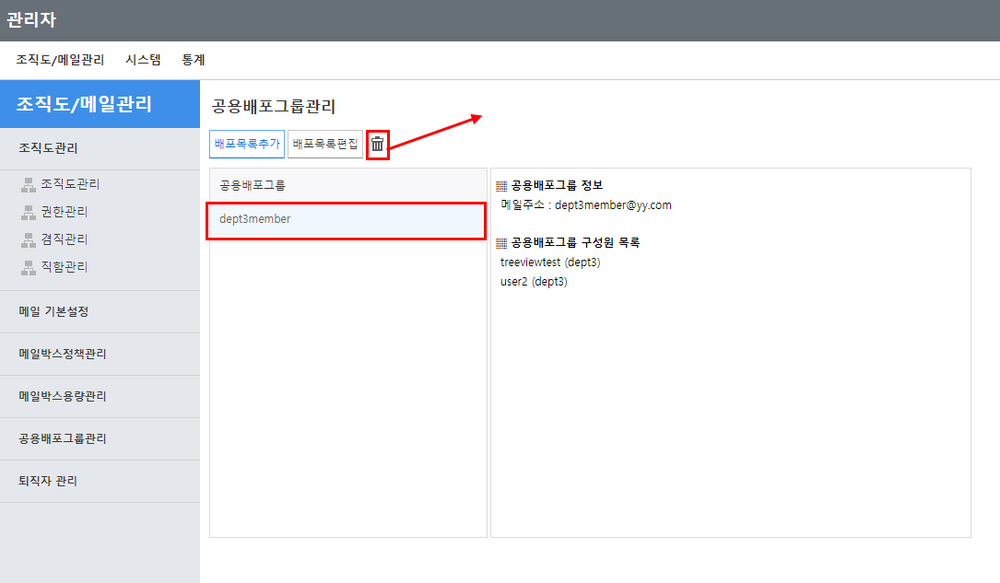 관리자
조직도/메일관리 시스템 통계
조직도/메일관리
조직도관리
조직도관리
권한관리
겸직관리
직함관리
메일 기본설정
메일박스정책관리
메일박스용량관리
공용배포그룹관리
퇴직자 관리
공용배포그룹관리
배포목록추가 배포목록편집
공용배포그룹
dept3member
공용배포그룹 정보
메일주소 : dept3member@yy.com
공용배포그룹 구성원 목록
treeviewtest (dept3)
user2 (dept3)